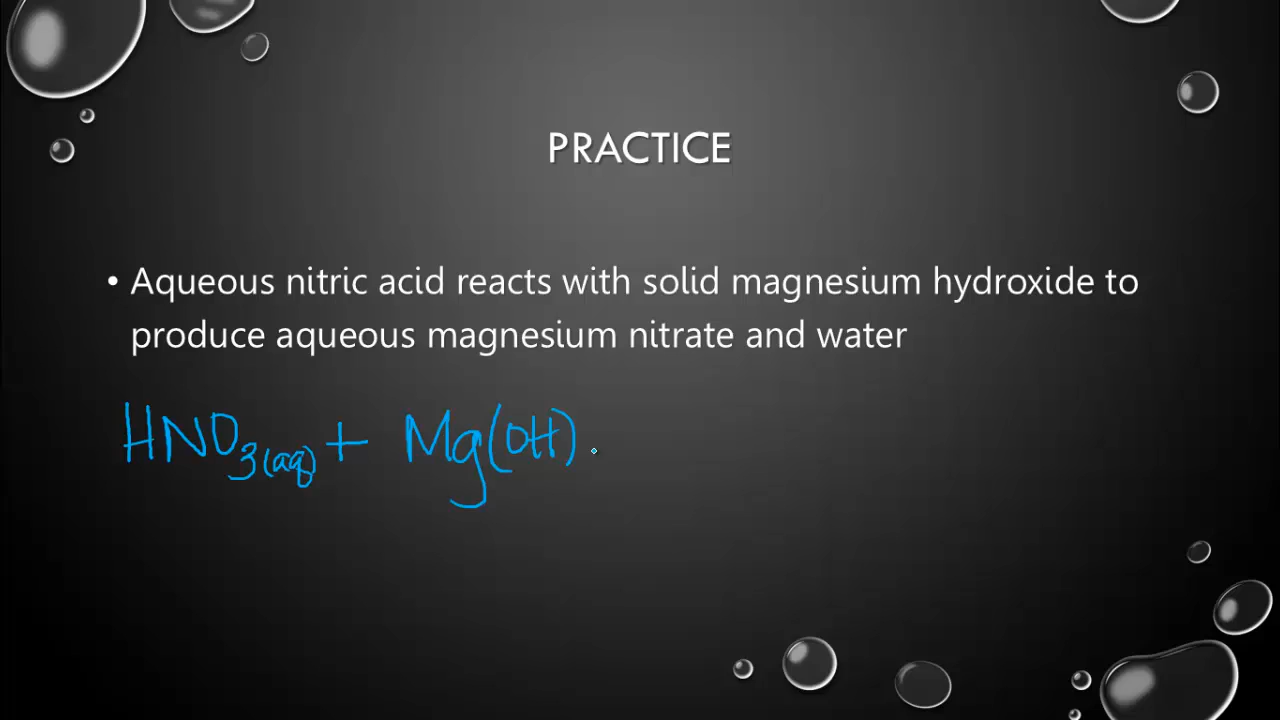 PRACTICE
• Aqueous nitric acid reacts with solid magnesium hydroxide to
produce aqueous magnesium nitrate and water
HNO₃(aq) + Mg(OH)